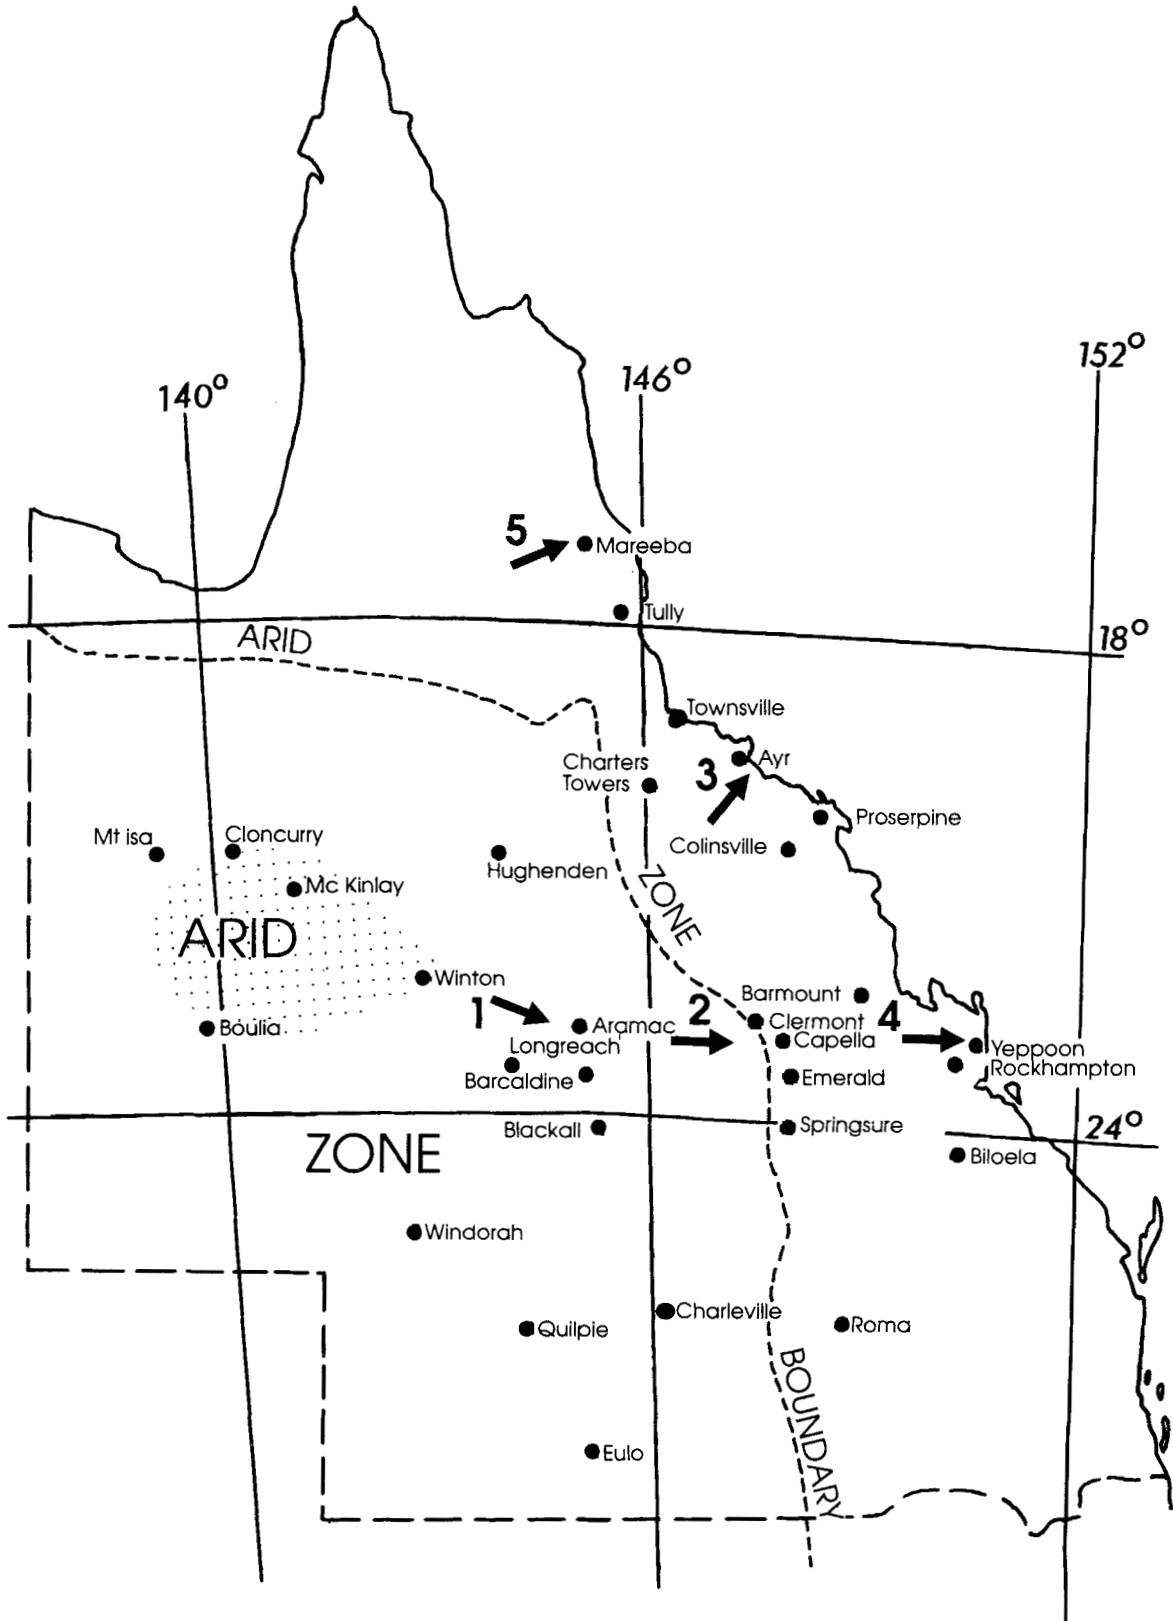 152°
146°
140°
5
Mareeba
Tully
18°
ARID
Townsville
Ayr
Charters
Towers
3
Proserpine
Colinsville
Mt isa
Cloncurry
Hughenden
Mc Kinlay
ZONE
ARID
Winton
Barmount
1
2
Clermont
4
Boulia
Aramac
Capella
Longreach
Yeppoon
Rockhampton
Barcaldine
Emerald
Blackall
Springsure
24°
ZONE
Biloela
Windorah
Charleville
Quilpie
Roma
BOUNDARY
Eulo